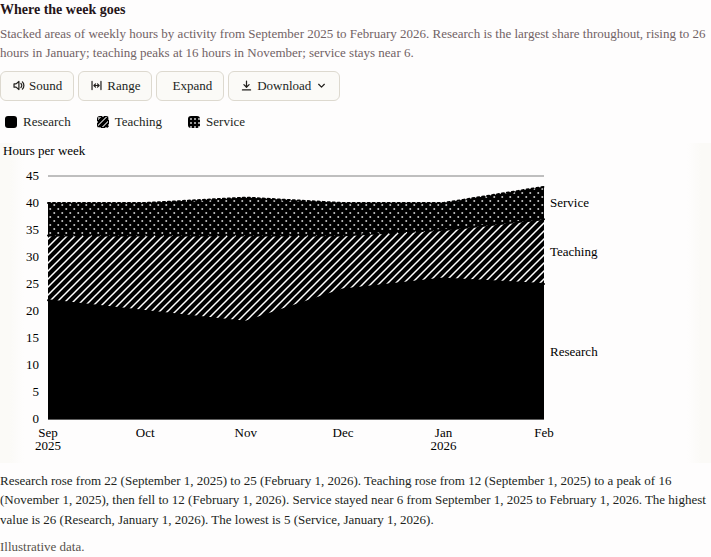 Where the week goes
Stacked areas of weekly hours by activity from September 2025 to February 2026. Research is the largest share throughout, rising to 26
hours in January; teaching peaks at 16 hours in November; service stays near 6.
Sound Range Expand Download
Research Teaching Service
Hours per week
45
40
35
30
25
20
15
10
5
0
Service
Teaching
Research
Sep Oct Nov Dec Jan Feb
2025 2026
Research rose from 22 (September 1, 2025) to 25 (February 1, 2026). Teaching rose from 12 (September 1, 2025) to a peak of 16
(November 1, 2025), then fell to 12 (February 1, 2026). Service stayed near 6 from September 1, 2025 to February 1, 2026. The highest
value is 26 (Research, January 1, 2026). The lowest is 5 (Service, January 1, 2026).
Illustrative data.